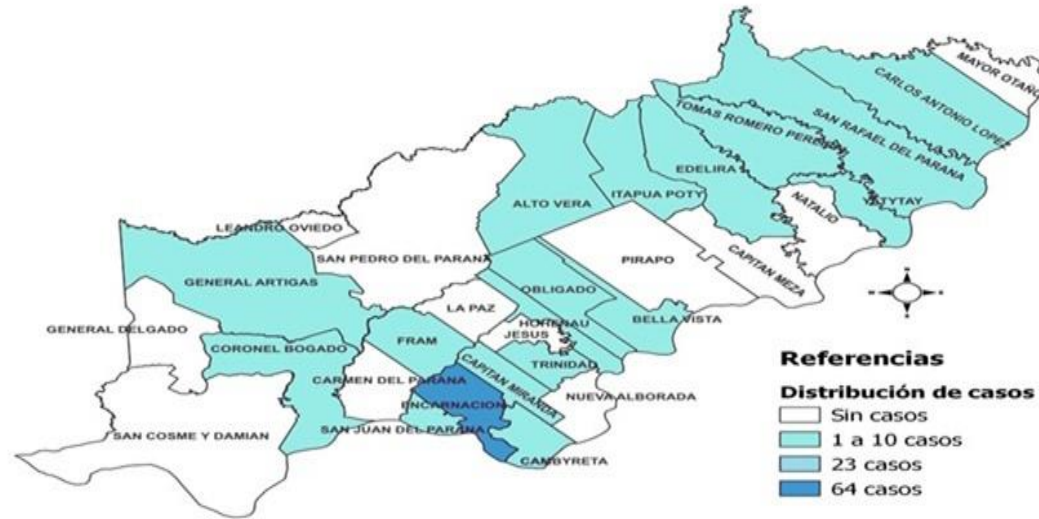 MAYOR OTAÑO
CARLOS ANTONIO LOPEZ
SAN RAFAEL DEL PARANA
TOMAS ROMERO PEREIRA
EDELIRA
YATYTAY
ITAPUA POTY
NATALIO
ALTO VERA
LEANDRO OVIEDO
SAN PEDRO DEL PARANA
PIRAPO
CAPITAN MEZA
GENERAL ARTIGAS
OBLIGADO
LA PAZ
BELLA VISTA
GENERAL DELGADO
HOHENAU
JESUS
FRAM
CORONEL BOGADO
TRINIDAD
CAPITAN MIRANDA
CARMEN DEL PARANA
NUEVA ALBORADA
ENCARNACION
SAN JUAN DEL PARANA
SAN COSME Y DAMIAN
CAMBYRETA
Referencias
Distribución de casos
Sin casos
1 a 10 casos
23 casos
64 casos